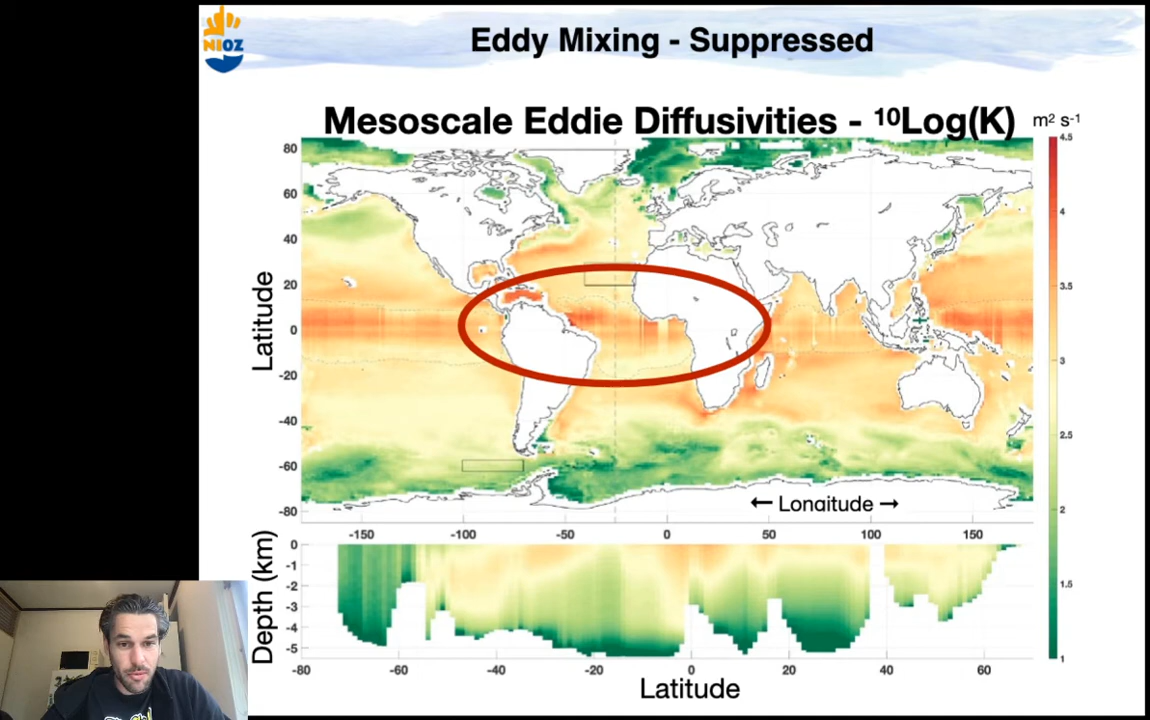 NIOZ
Eddy Mixing - Suppressed
Mesoscale Eddie Diffusivities - ¹⁰Log(K)
m² s⁻¹
80
60
40
20
0
-20
-40
-60
-80
Latitude
4.5
4
3.5
3
2.5
2
1.5
1
← Longitude →
-150 -100 -50 0 50 100 150
Depth (km)
0
-1
-2
-3
-4
-5
-80 -60 -40 -20 0 20 40 60
Latitude